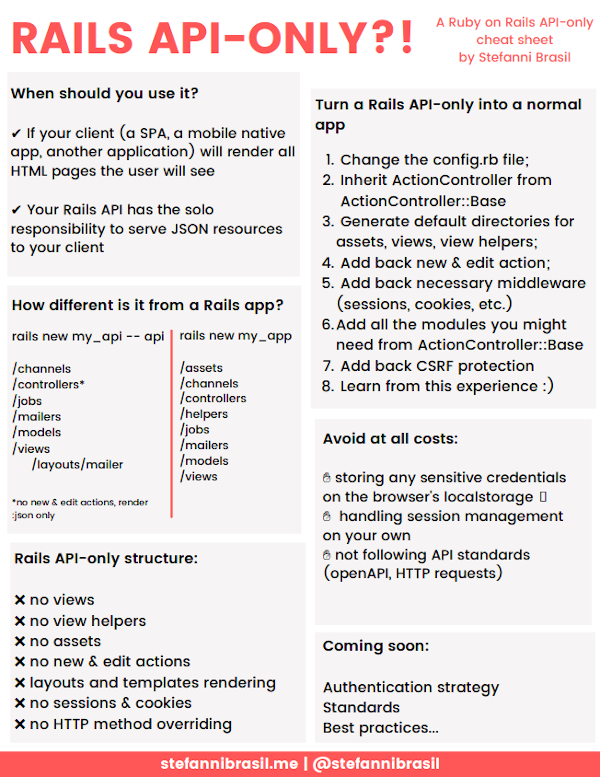 RAILS API-ONLY?!
A Ruby on Rails API-only
cheat sheet
by Stefanni Brasil
When should you use it?
✔ If your client (a SPA, a mobile native
app, another application) will render all
HTML pages the user will see
✔ Your Rails API has the solo
responsibility to serve JSON resources
to your client
How different is it from a Rails app?
rails new my_api -- api
/channels
/controllers*
/jobs
/mailers
/models
/views
/layouts/mailer
*no new & edit actions, render
:json only
rails new my_app
/assets
/channels
/controllers
/helpers
/jobs
/mailers
/models
/views
Rails API-only structure:
❌ no views
❌ no view helpers
❌ no assets
❌ no new & edit actions
❌ layouts and templates rendering
❌ no sessions & cookies
❌ no HTTP method overriding
Turn a Rails API-only into a normal
app
1. Change the config.rb file;
2. Inherit ActionController from
ActionController::Base
3. Generate default directories for
assets, views, view helpers;
4. Add back new & edit action;
5. Add back necessary middleware
(sessions, cookies, etc.)
6. Add all the modules you might
need from ActionController::Base
7. Add back CSRF protection
8. Learn from this experience :)
Avoid at all costs:
✋ storing any sensitive credentials
on the browser's localstorage ▯
✋ handling session management
on your own
✋ not following API standards
(openAPI, HTTP requests)
Coming soon:
Authentication strategy
Standards
Best practices...
stefannibrasil.me | @stefannibrasil